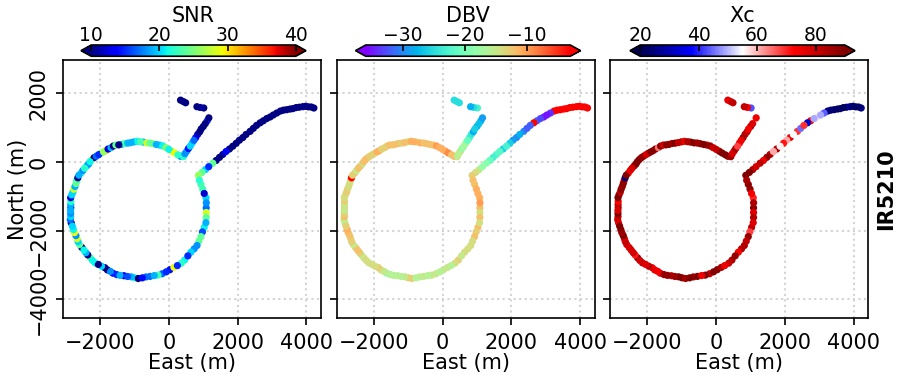 SNR
DBV
Xc
10 20 30 40
−30 −20 −10
20 40 60 80
2000
0
−2000
−4000
North (m)
−2000 0 2000 4000
−2000 0 2000 4000
−2000 0 2000 4000
East (m)
East (m)
East (m)
IR5210